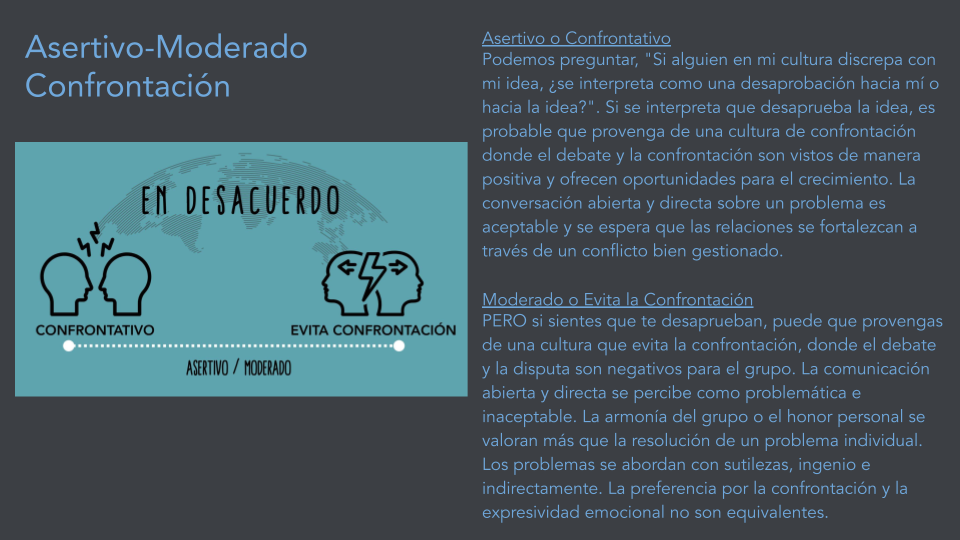 Asertivo-Moderado
Confrontación
EN DESACUERDO
CONFRONTATIVO
EVITA CONFRONTACIÓN
ASERTIVO / MODERADO
Asertivo o Confrontativo
Podemos preguntar, "Si alguien en mi cultura discrepa con
mi idea, ¿se interpreta como una desaprobación hacia mí o
hacia la idea?". Si se interpreta que desaprueba la idea, es
probable que provenga de una cultura de confrontación
donde el debate y la confrontación son vistos de manera
positiva y ofrecen oportunidades para el crecimiento. La
conversación abierta y directa sobre un problema es
aceptable y se espera que las relaciones se fortalezcan a
través de un conflicto bien gestionado.
Moderado o Evita la Confrontación
PERO si sientes que te desaprueban, puede que provengas
de una cultura que evita la confrontación, donde el debate
y la disputa son negativos para el grupo. La comunicación
abierta y directa se percibe como problemática e
inaceptable. La armonía del grupo o el honor personal se
valoran más que la resolución de un problema individual.
Los problemas se abordan con sutilezas, ingenio e
indirectamente. La preferencia por la confrontación y la
expresividad emocional no son equivalentes.